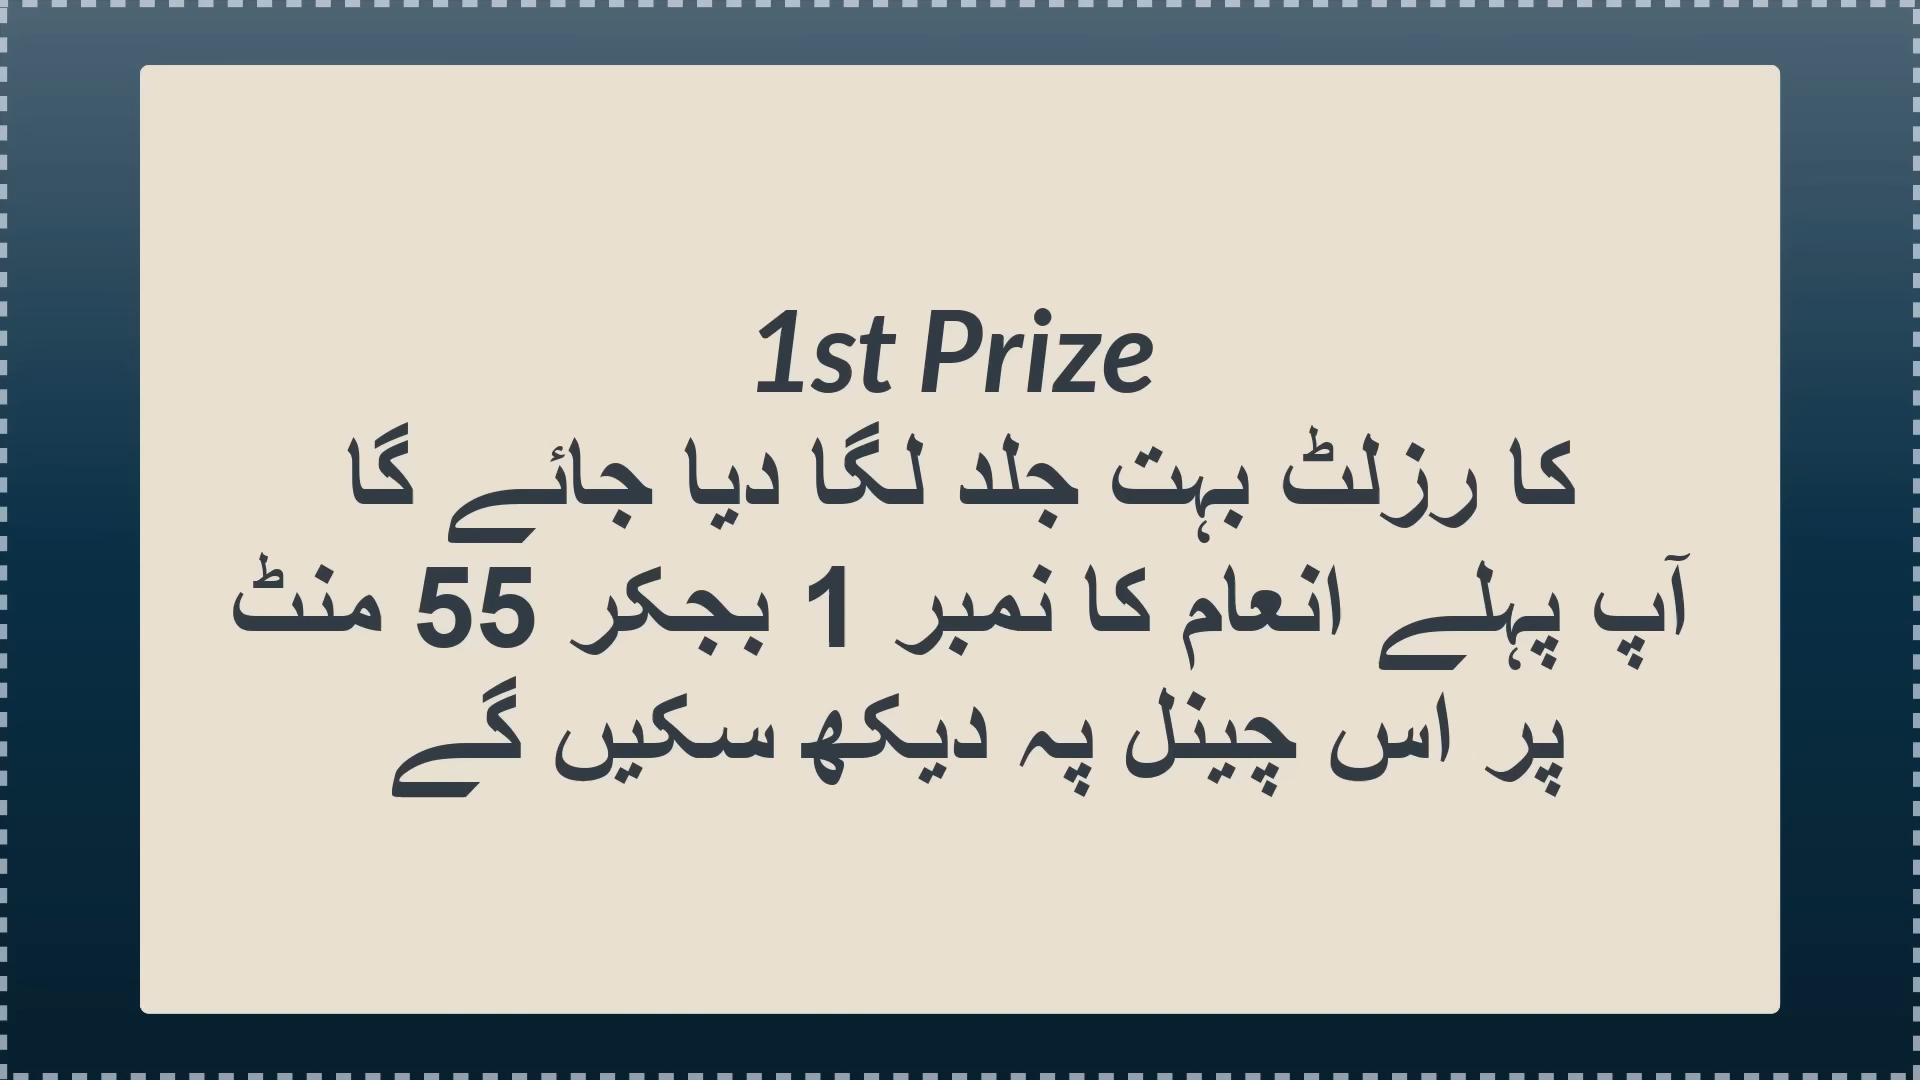 1st Prize
کا رزلٹ بہت جلد لگا دیا جائے گا
آپ پہلے انعام کا نمبر 1 بجکر 55 منٹ
پر اس چینل پہ دیکھ سکیں گے